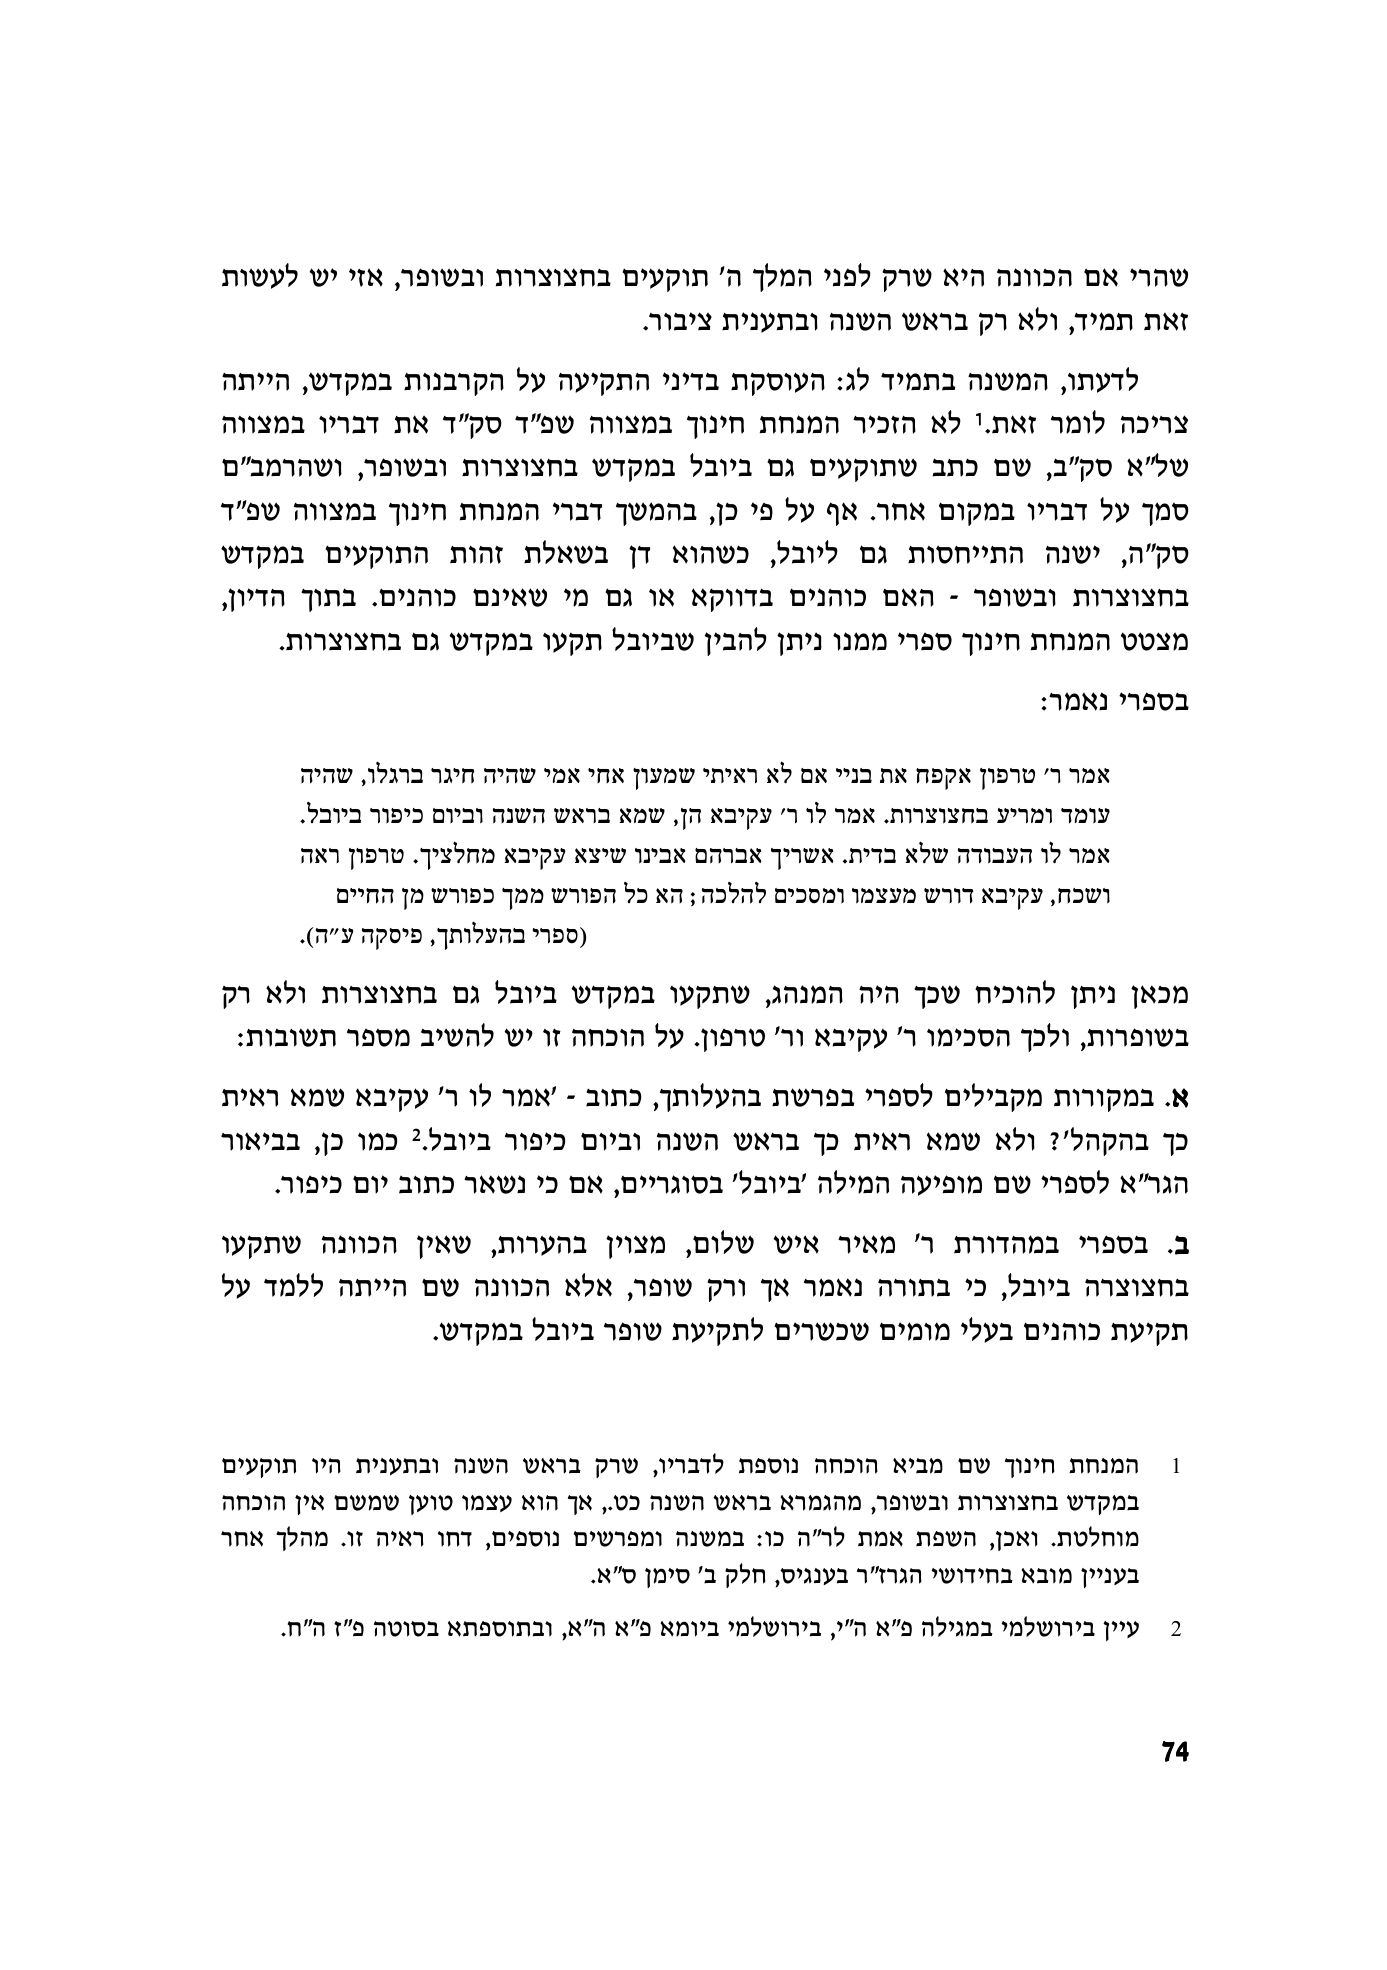 שהרי אם הכוונה היא שרק לפני המלך ה' תוקעים בחצוצרות ובשופר, אזי יש לעשות
זאת תמיד, ולא רק בראש השנה ובתענית ציבור.
לדעתו, המשנה בתמיד לג: העוסקת בדיני התקיעה על הקרבנות במקדש, הייתה
צריכה לומר זאת.¹ לא הזכיר המנחת חינוך במצווה שפ"ד סק"ד את דבריו במצווה
של"א סק"ב, שם כתב שתוקעים גם ביובל במקדש בחצוצרות ובשופר, ושהרמב"ם
סמך על דבריו במקום אחר. אף על פי כן, בהמשך דברי המנחת חינוך במצווה שפ"ד
סק"ה, ישנה התייחסות גם ליובל, כשהוא דן בשאלת זהות התוקעים במקדש
בחצוצרות ובשופר - האם כוהנים בדווקא או גם מי שאינם כוהנים. בתוך הדיון,
מצטט המנחת חינוך ספרי ממנו ניתן להבין שביובל תקעו במקדש גם בחצוצרות.
בספרי נאמר:
אמר ר' טרפון אקפח את בניי אם לא ראיתי שמעון אחי אמי שהיה חיגר ברגלו, שהיה
עומד ומריע בחצוצרות. אמר לו ר' עקיבא הן, שמא בראש השנה וביום כיפור ביובל.
אמר לו העבודה שלא בדית. אשריך אברהם אבינו שיצא עקיבא מחלציך. טרפון ראה
ושכח, עקיבא דורש מעצמו ומסכים להלכה; הא כל הפורש ממך כפורש מן החיים
(ספרי בהעלותך, פיסקה ע"ה).
מכאן ניתן להוכיח שכך היה המנהג, שתקעו במקדש ביובל גם בחצוצרות ולא רק
בשופרות, ולכך הסכימו ר' עקיבא ור' טרפון. על הוכחה זו יש להשיב מספר תשובות:
א. במקורות מקבילים לספרי בפרשת בהעלותך, כתוב - 'אמר לו ר' עקיבא שמא ראית
כך בהקהל'? ולא שמא ראית כך בראש השנה וביום כיפור ביובל.² כמו כן, בביאור
הגר"א לספרי שם מופיעה המילה 'ביובל' בסוגריים, אם כי נשאר כתוב יום כיפור.
ב. בספרי במהדורת ר' מאיר איש שלום, מצוין בהערות, שאין הכוונה שתקעו
בחצוצרה ביובל, כי בתורה נאמר אך ורק שופר, אלא הכוונה שם הייתה ללמד על
תקיעת כוהנים בעלי מומים שכשרים לתקיעת שופר ביובל במקדש.
1 המנחת חינוך שם מביא הוכחה נוספת לדבריו, שרק בראש השנה ובתענית היו תוקעים
במקדש בחצוצרות ובשופר, מהגמרא בראש השנה כט., אך הוא עצמו טוען שמשם אין הוכחה
מוחלטת. ואכן, השפת אמת לר"ה כו: במשנה ומפרשים נוספים, דחו ראיה זו. מהלך אחר
בעניין מובא בחידושי הגרז"ר בענגיס, חלק ב' סימן ס"א.
2 עיין בירושלמי במגילה פ"א ה"י, בירושלמי ביומא פ"א ה"א, ובתוספתא בסוטה פ"ז ה"ח.
74